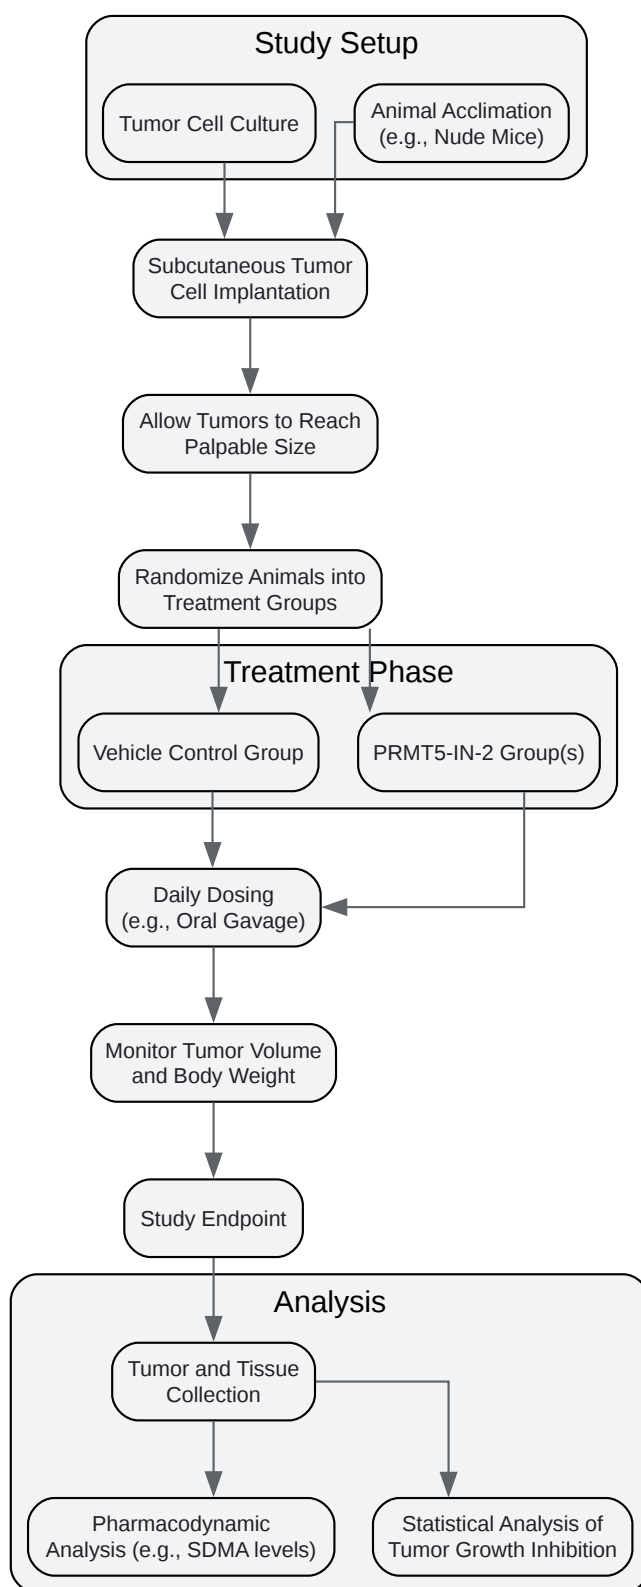 Study Setup
Tumor Cell Culture
Animal Acclimation
(e.g., Nude Mice)
Subcutaneous Tumor
Cell Implantation
Allow Tumors to Reach
Palpable Size
Randomize Animals into
Treatment Groups
Treatment Phase
Vehicle Control Group
PRMT5-IN-2 Group(s)
Daily Dosing
(e.g., Oral Gavage)
Monitor Tumor Volume
and Body Weight
Study Endpoint
Analysis
Tumor and Tissue
Collection
Pharmacodynamic
Analysis (e.g., SDMA levels)
Statistical Analysis of
Tumor Growth Inhibition